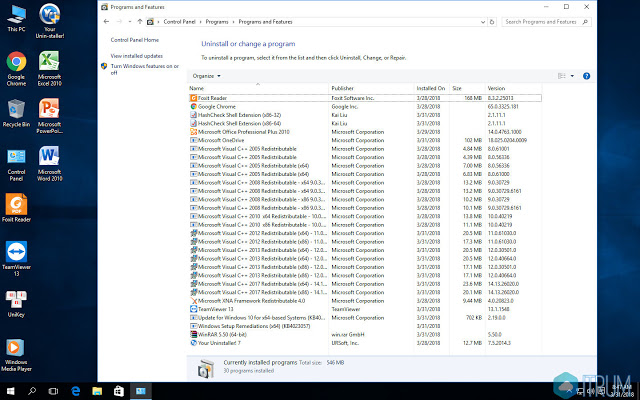 This PC
Your Unin-staller!
Google Chrome
Microsoft Excel 2010
Recycle Bin
Microsoft PowerPoi...
Control Panel
Microsoft Word 2010
Foxit Reader
TeamViewer 13
UniKey
Windows Media Player
Programs and Features
Control Panel > Programs > Programs and Features
Search Programs and Features
Control Panel Home
View installed updates
Turn Windows features on or off
Uninstall or change a program
To uninstall a program, select it from the list and then click Uninstall, Change, or Repair.
Organize
Name Publisher Installed On Size Version
Foxit Reader Foxit Software Inc. 3/28/2018 168 MB 8.3.2.25013
Google Chrome Google Inc. 3/28/2018 65.0.3325.181
HashCheck Shell Extension (x86-32) Kai Liu 3/31/2018 2.1.11.1
HashCheck Shell Extension (x86-64) Kai Liu 3/31/2018 2.1.11.1
Microsoft Office Professional Plus 2010 Microsoft Corporation 3/28/2018 14.0.4763.1000
Microsoft OneDrive Microsoft Corporation 3/31/2018 102 MB 18.025.0204.0009
Microsoft Visual C++ 2005 Redistributable Microsoft Corporation 3/28/2018 4.84 MB 8.0.61001
Microsoft Visual C++ 2005 Redistributable Microsoft Corporation 3/28/2018 4.39 MB 8.0.56336
Microsoft Visual C++ 2005 Redistributable (x64) Microsoft Corporation 3/28/2018 7.00 MB 8.0.56336
Microsoft Visual C++ 2005 Redistributable (x64) Microsoft Corporation 3/28/2018 6.83 MB 8.0.61000
Microsoft Visual C++ 2008 Redistributable - x64 9.0.3... Microsoft Corporation 3/28/2018 13.2 MB 9.0.30729
Microsoft Visual C++ 2008 Redistributable - x64 9.0.3... Microsoft Corporation 3/28/2018 13.2 MB 9.0.30729.6161
Microsoft Visual C++ 2008 Redistributable - x86 9.0.3... Microsoft Corporation 3/28/2018 10.2 MB 9.0.30729
Microsoft Visual C++ 2008 Redistributable - x86 9.0.3... Microsoft Corporation 3/28/2018 10.1 MB 9.0.30729.6161
Microsoft Visual C++ 2010 x64 Redistributable - 10.0.... Microsoft Corporation 3/28/2018 13.8 MB 10.0.40219
Microsoft Visual C++ 2010 x86 Redistributable - 10.0.... Microsoft Corporation 3/28/2018 11.1 MB 10.0.40219
Microsoft Visual C++ 2012 Redistributable (x64) - 11.0... Microsoft Corporation 3/31/2018 20.5 MB 11.0.61030.0
Microsoft Visual C++ 2012 Redistributable (x86) - 11.0... Microsoft Corporation 3/31/2018 17.3 MB 11.0.61030.0
Microsoft Visual C++ 2013 Redistributable (x64) - 12.0... Microsoft Corporation 3/31/2018 20.5 MB 12.0.30501.0
Microsoft Visual C++ 2013 Redistributable (x64) - 12.0... Microsoft Corporation 3/31/2018 20.5 MB 12.0.40664.0
Microsoft Visual C++ 2013 Redistributable (x86) - 12.0... Microsoft Corporation 3/31/2018 17.1 MB 12.0.30501.0
Microsoft Visual C++ 2013 Redistributable (x86) - 12.0... Microsoft Corporation 3/31/2018 17.1 MB 12.0.40664.0
Microsoft Visual C++ 2017 Redistributable (x64) - 14.1... Microsoft Corporation 3/31/2018 23.6 MB 14.13.26020.0
Microsoft Visual C++ 2017 Redistributable (x86) - 14.1... Microsoft Corporation 3/31/2018 20.1 MB 14.13.26020.0
Microsoft XNA Framework Redistributable 4.0 Microsoft Corporation 3/28/2018 9.44 MB 4.0.20823.0
TeamViewer 13 TeamViewer 3/31/2018 13.1.1548
Update for Windows 10 for x64-based Systems (KB4... Microsoft Corporation 3/31/2018 702 KB 2.19.0.0
Windows Setup Remediations (x64) (KB4023057) 3/31/2018
WinRAR 5.50 (64-bit) win.rar GmbH 3/31/2018 5.50.0
Your Uninstaller! 7 URSoft, Inc. 3/28/2018 12.7 MB 7.5.2014.3
Currently installed programs Total size: 546 MB
30 programs installed
ITRUM
3/31/2018